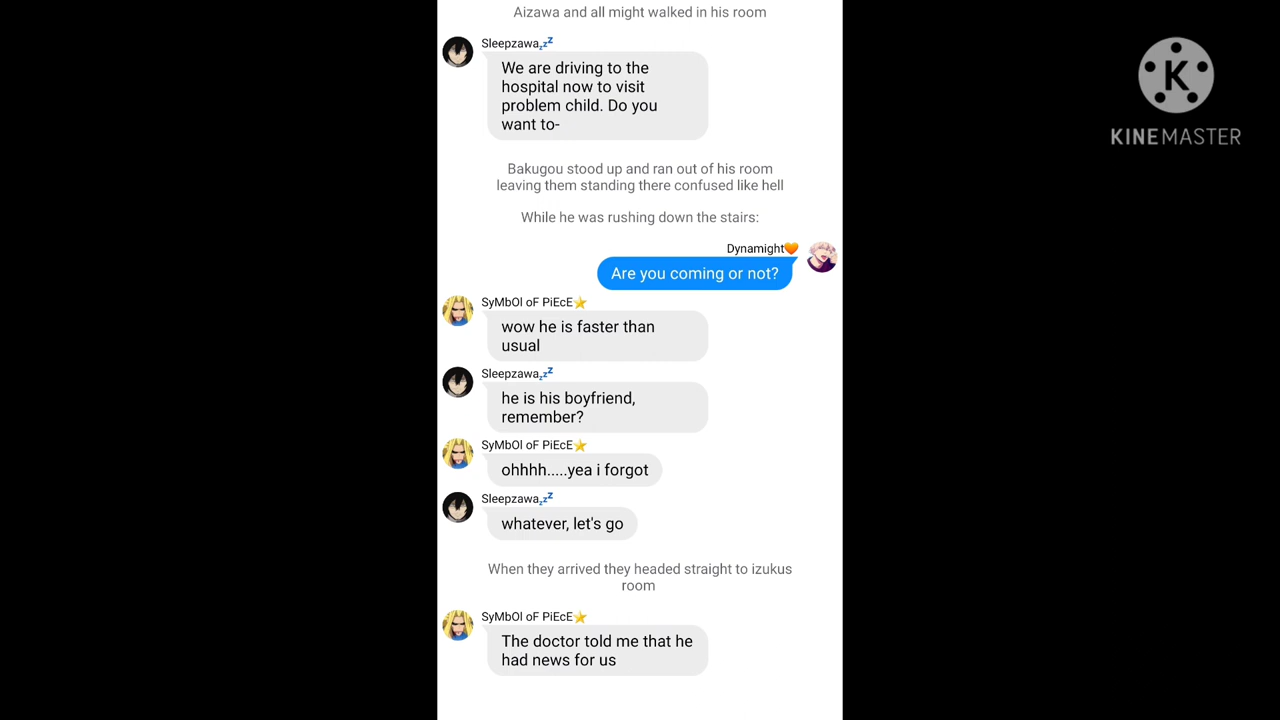 Aizawa and all might walked in his room
Sleepzawa💤
We are driving to the
hospital now to visit
problem child. Do you
want to-
Bakugou stood up and ran out of his room
leaving them standing there confused like hell
While he was rushing down the stairs:
Dynamight🧡
Are you coming or not?
SyMbOl oF PiEcE⭐
wow he is faster than
usual
Sleepzawa💤
he is his boyfriend,
remember?
SyMbOl oF PiEcE⭐
ohhhh.....yea i forgot
Sleepzawa💤
whatever, let's go
When they arrived they headed straight to izukus
room
SyMbOl oF PiEcE⭐
The doctor told me that he
had news for us
K
KINEMASTER